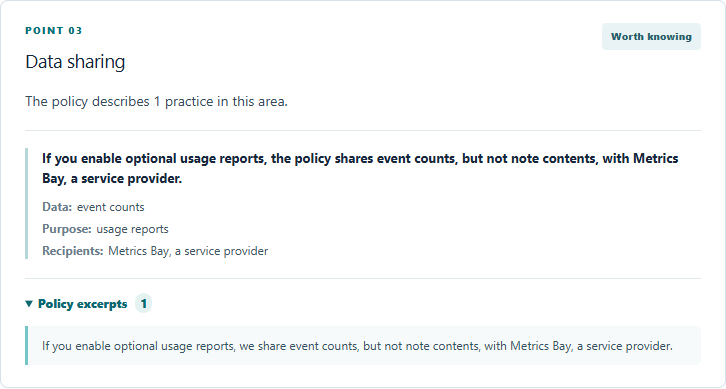 POINT 03
Worth knowing
Data sharing
The policy describes 1 practice in this area.
If you enable optional usage reports, the policy shares event counts, but not note contents, with Metrics
Bay, a service provider.
Data: event counts
Purpose: usage reports
Recipients: Metrics Bay, a service provider
▼ Policy excerpts 1
If you enable optional usage reports, we share event counts, but not note contents, with Metrics Bay, a service provider.